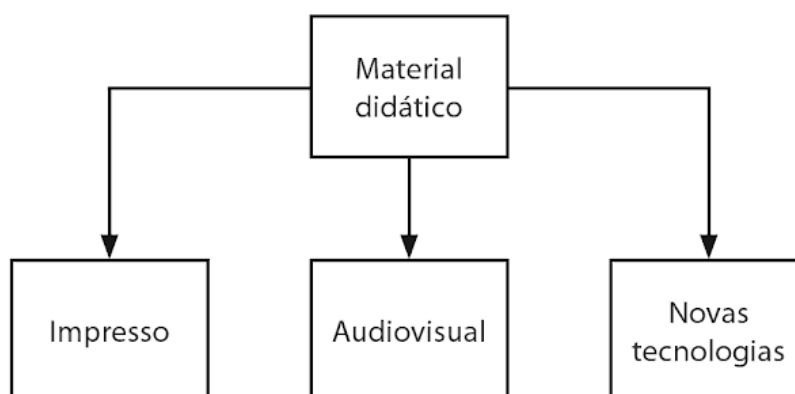 Material
didático
Impresso
Audiovisual
Novas
tecnologias